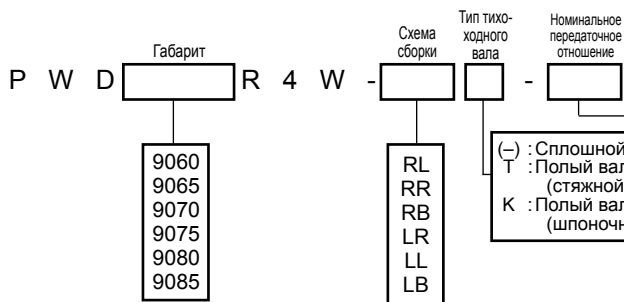 Габарит
Схема
сборки
Тип тихо-
ходного
вала
Номинальное
передаточное
отношение
P W D R 4 W - -
9060
9065
9070
9075
9080
9085
RL
RR
RB
LR
LL
LB
(–) : Сплошной
T : Полый вал
(стяжной
K : Полый вал